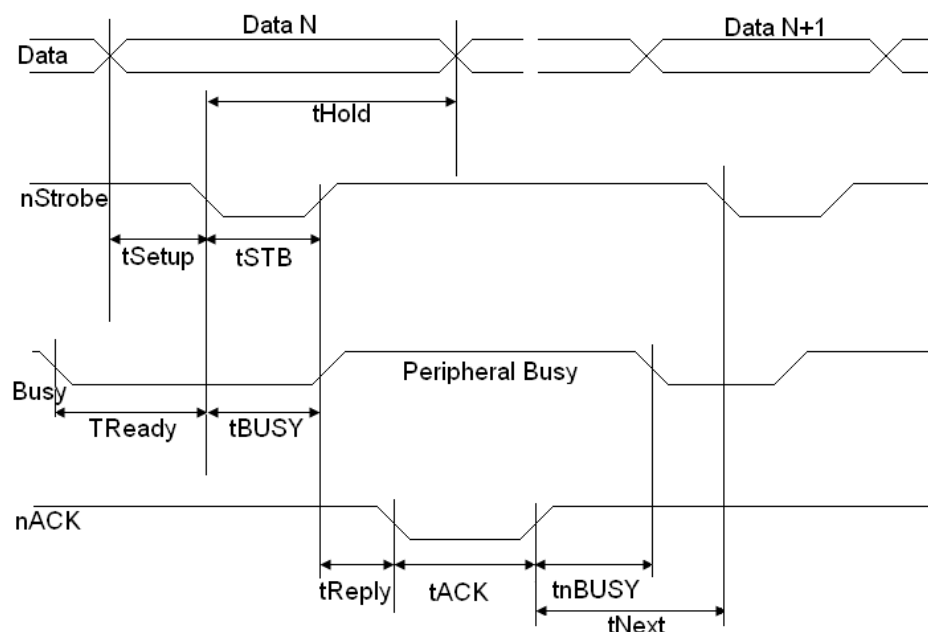 Data N
Data N+1
Data
tHold
nStrobe
tSetup
tSTB
Peripheral Busy
Busy
TReady
tBUSY
nACK
tReply
tACK
tnBUSY
tNext